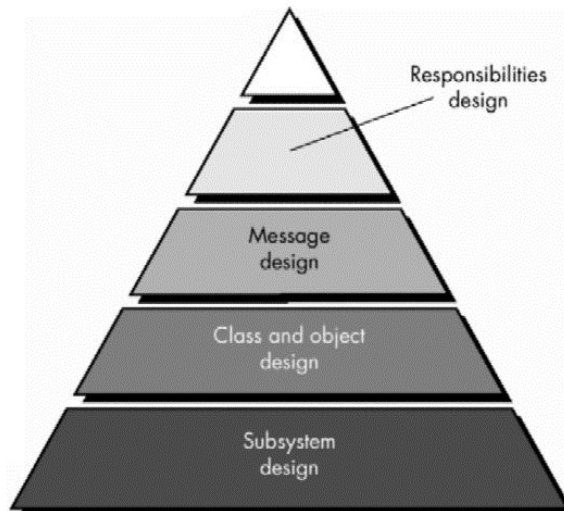 Responsibilities
design
Message
design
Class and object
design
Subsystem
design